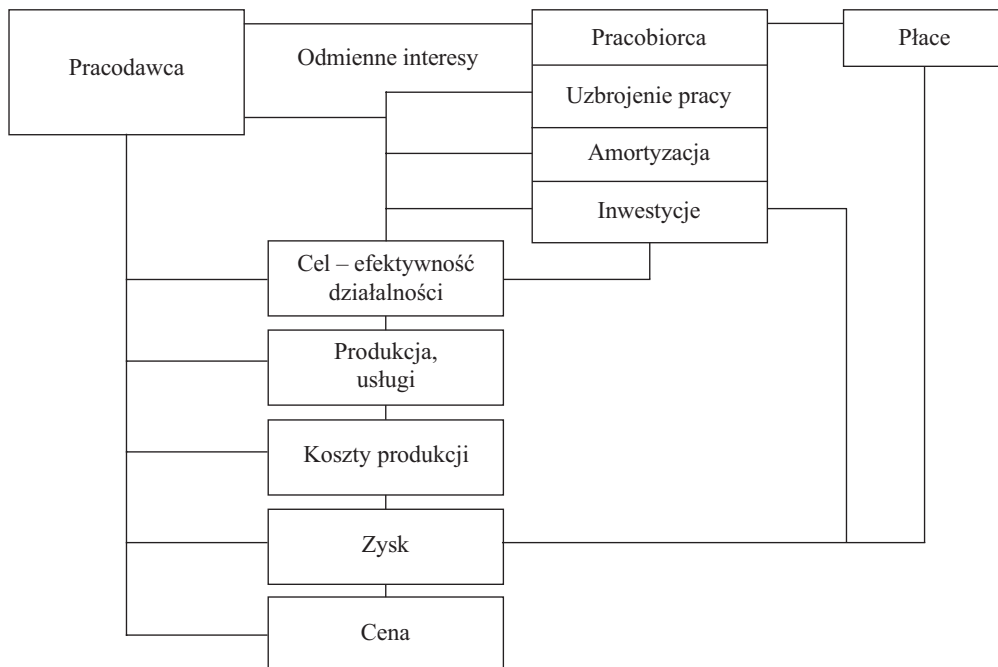 Pracodawca
Odmienne interesy
Pracobiorca
Płace
Uzbrojenie pracy
Amortyzacja
Inwestycje
Cel – efektywność
działalności
Produkcja,
usługi
Koszty produkcji
Zysk
Cena